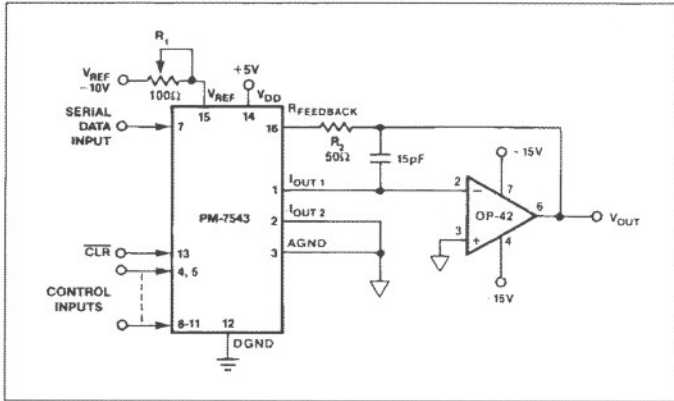 R1
VREF
-10V
100Ω
VREF
+5V
VDD
15
14
RFEEDBACK
SERIAL
DATA
INPUT
7
16
R2
50Ω
15pF
-15V
IOUT 1
1
2
7
PM-7543
OP-42
6
VOUT
IOUT 2
2
3
4
AGND
3
CLR
13
4, 5
-15V
CONTROL
INPUTS
8-11
12
DGND